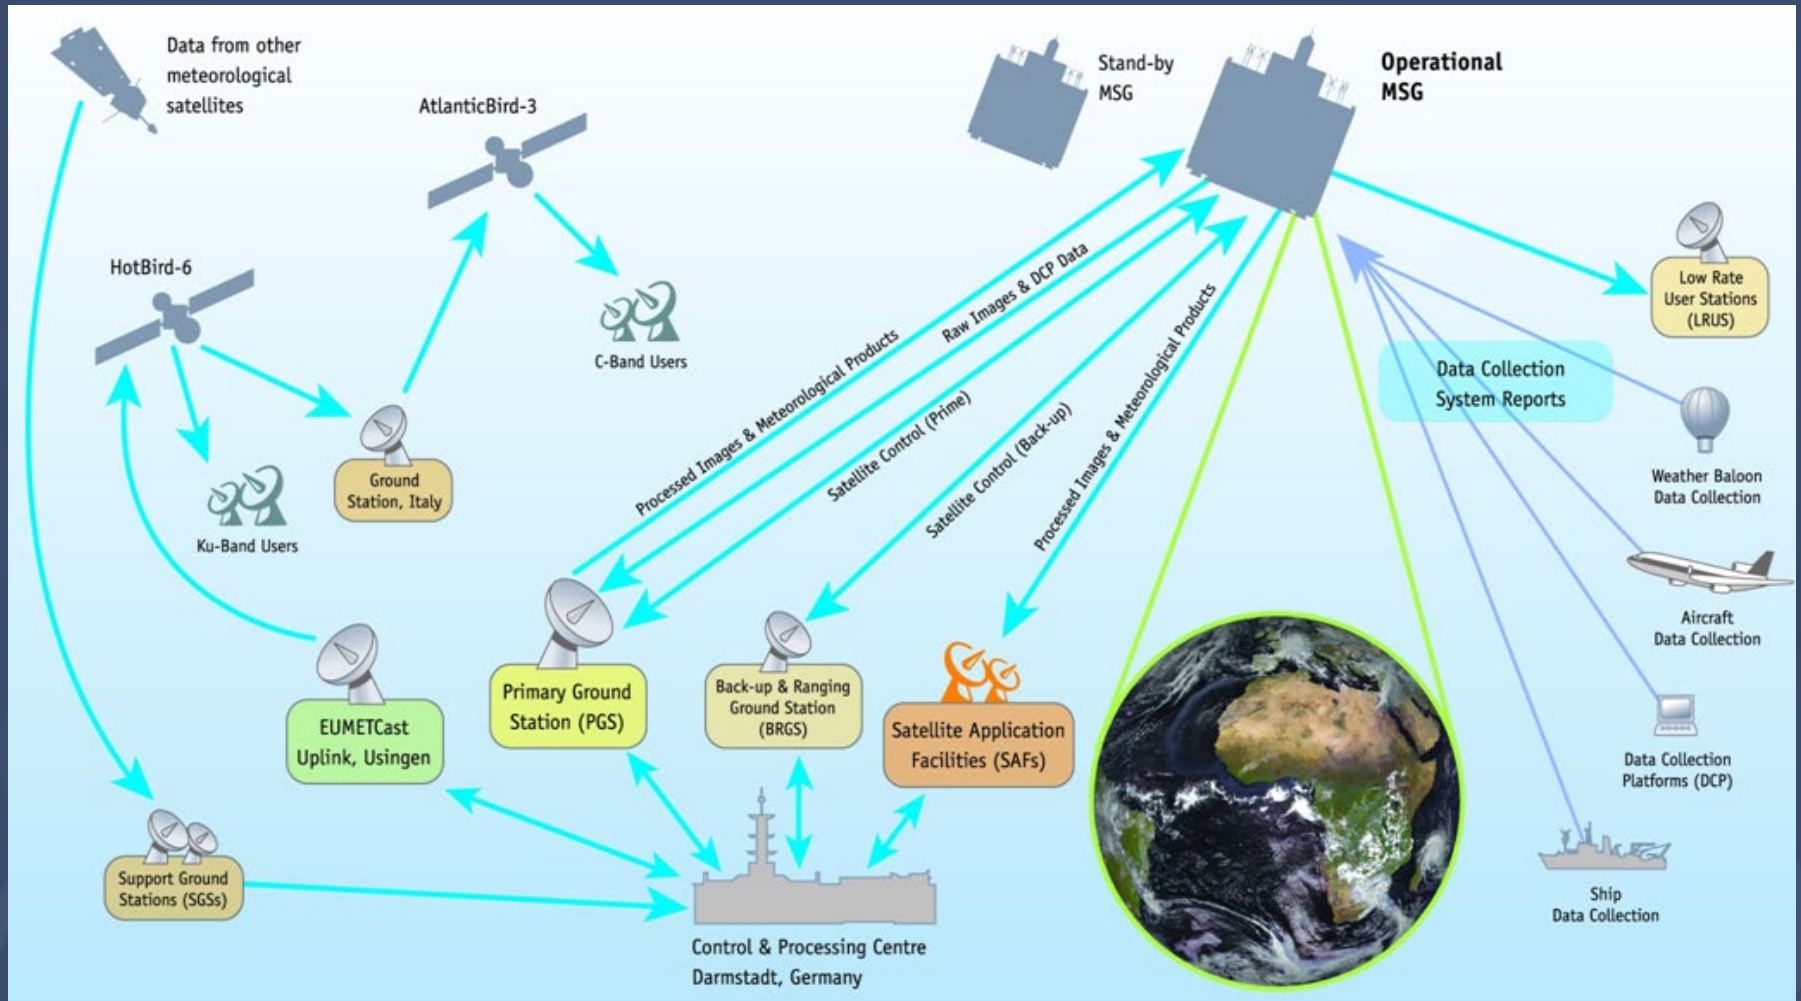 Data from other
meteorological
satellites
AtlanticBird-3
Stand-by
MSG
Operational
MSG
HotBird-6
C-Band Users
Low Rate
User Stations
(LRUS)
Data Collection
System Reports
Processed Images & Meteorological Products
Raw Images & DCP Data
Satellite Control (Prime)
Satellite Control (Back-up)
Processed Images & Meteorological Products
Ground
Station, Italy
Ku-Band Users
Weather Baloon
Data Collection
Aircraft
Data Collection
Data Collection
Platforms (DCP)
Ship
Data Collection
EUMETCast
Uplink, Usingen
Primary Ground
Station (PGS)
Back-up & Ranging
Ground Station
(BRGS)
Satellite Application
Facilities (SAFs)
Support Ground
Stations (SGSs)
Control & Processing Centre
Darmstadt, Germany